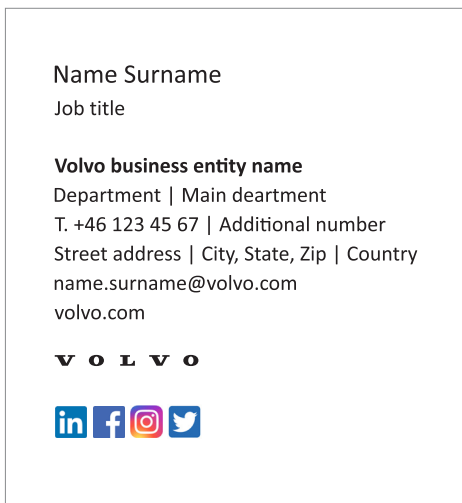 Name Surname
Job title
Volvo business entity name
Department | Main deartment
T. +46 123 45 67 | Additional number
Street address | City, State, Zip | Country
name.surname@volvo.com
volvo.com
VOLVO
in f